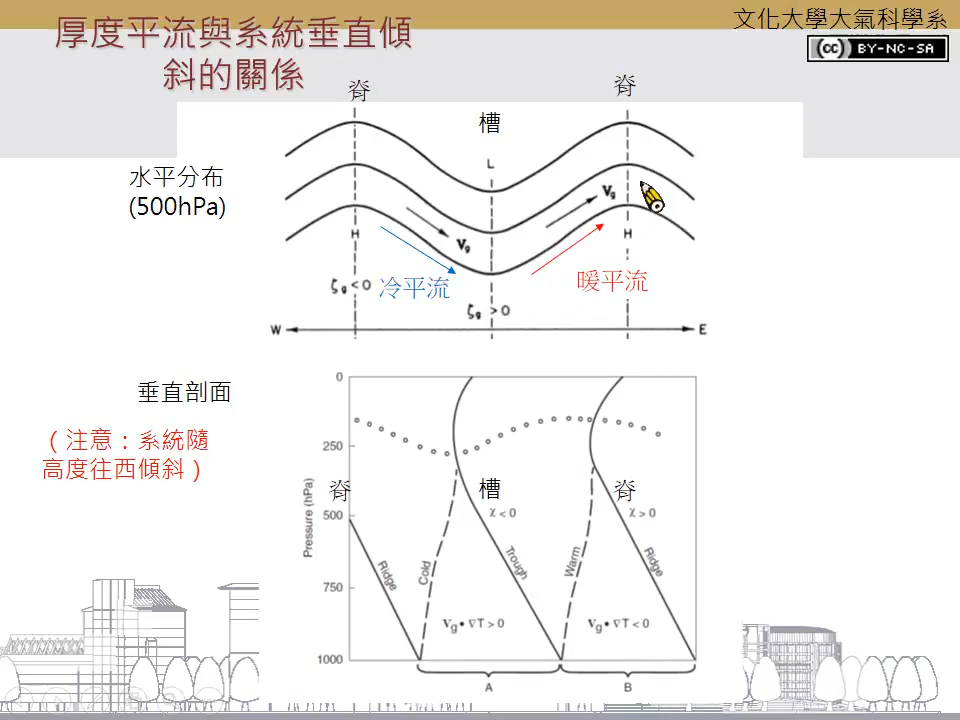 文化大學大氣科學系
厚度平流與系統垂直傾
斜的關係
(cc) BY-NC-SA
脊
脊
槽
L
水平分布
(500hPa)
Vg
Vg
H
H
ζg < 0
冷平流
暖平流
ζg > 0
W
E
垂直剖面
(注意：系統隨
高度往西傾斜)
0
250
500
750
1000
Pressure (hPa)
脊
槽
脊
χ < 0
χ > 0
Ridge
Cold
Trough
Warm
Ridge
Vg • ∇T > 0
Vg • ∇T < 0
A
B